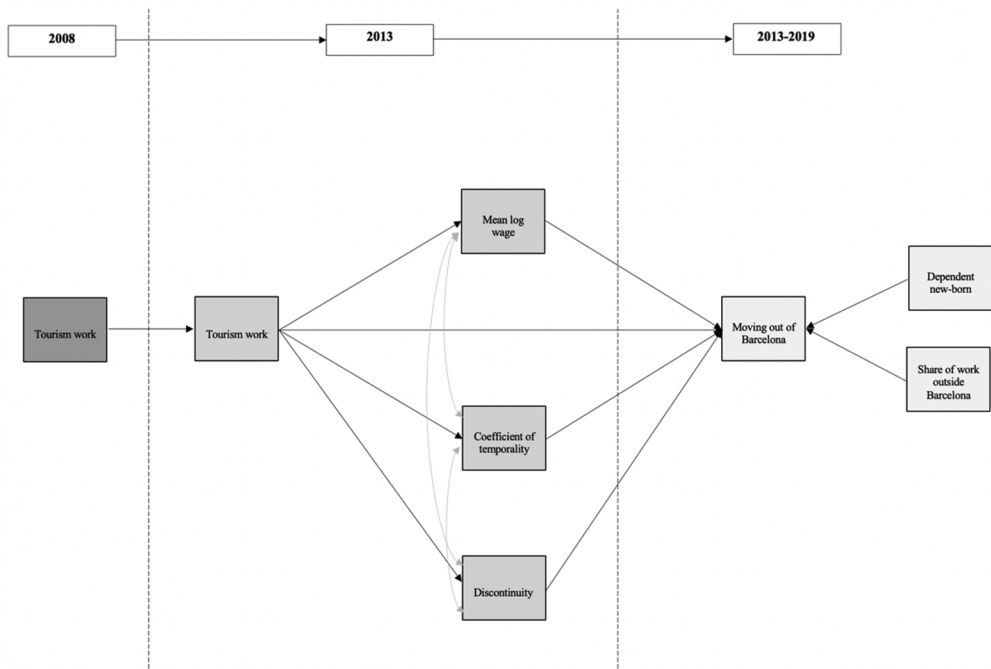 2008
2013
2013-2019
Mean log
wage
Tourism work
Tourism work
Moving out of
Barcelona
Dependent
new-born
Share of work
outside
Barcelona
Coefficient of
temporality
Discontinuity